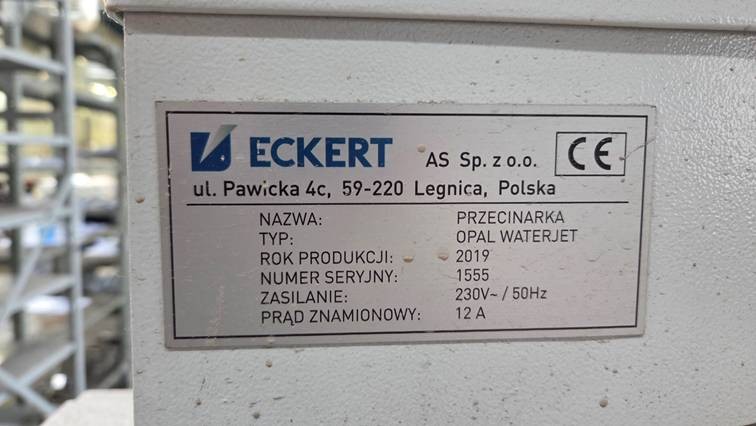 ECKERT AS Sp. z o.o. CE
ul. Pawicka 4c, 59-220 Legnica, Polska
NAZWA: PRZECINARKA
TYP: OPAL WATERJET
ROK PRODUKCJI: 2019
NUMER SERYJNY: 1555
ZASILANIE: 230V~ / 50Hz
PRĄD ZNAMIONOWY: 12 A